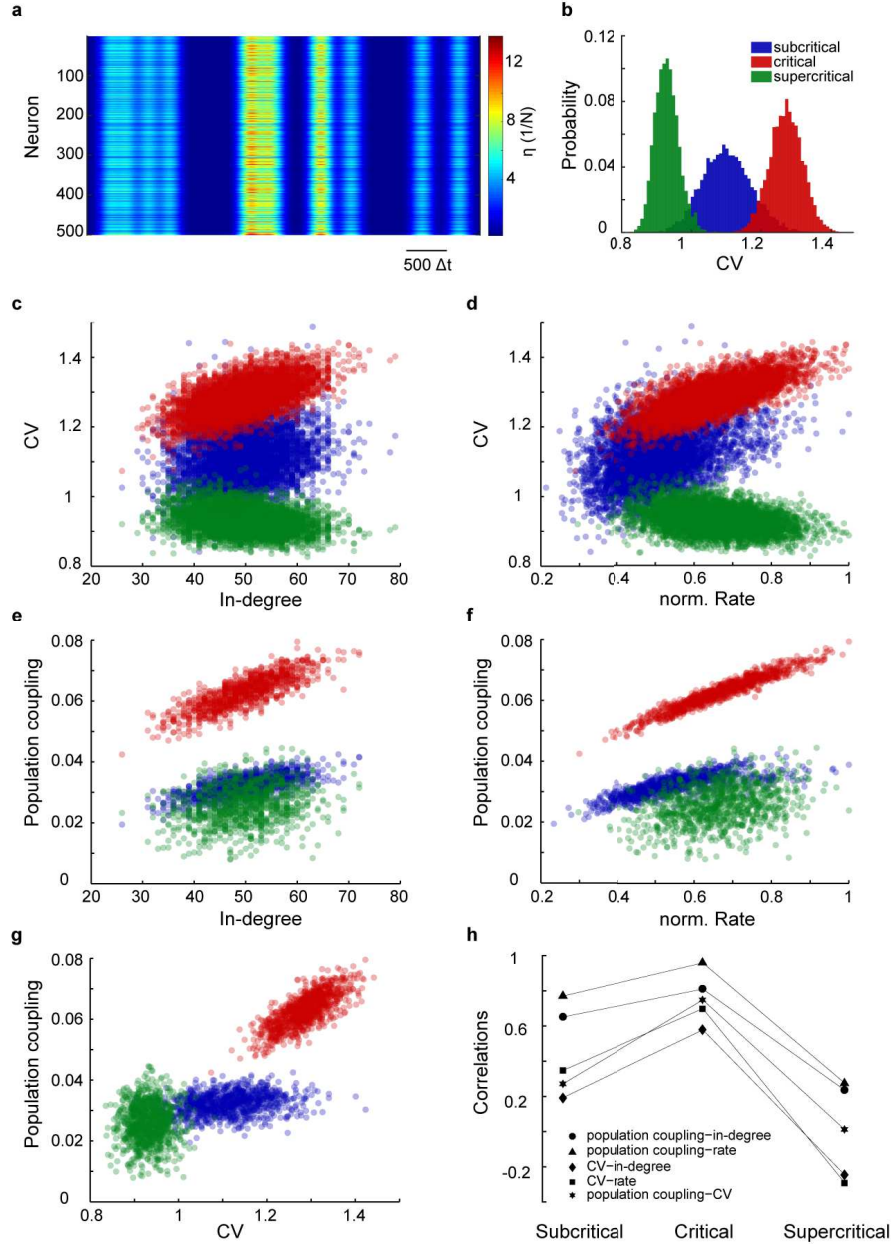 a
Neuron
100
200
300
400
500
12
8
4
η (1/N)
500 Δt
b
Probability
0.12
0.08
0.04
0
subcritical
critical
supercritical
0.8
1
1.2
1.4
CV
c
CV
1.4
1.2
1
0.8
20 30 40 50 60 70 80
In-degree
d
CV
1.4
1.2
1
0.8
0.2 0.4 0.6 0.8 1
norm. Rate
e
Population coupling
0.08
0.06
0.04
0.02
0
20 30 40 50 60 70 80
In-degree
f
Population coupling
0.08
0.06
0.04
0.02
0
0.2 0.4 0.6 0.8 1
norm. Rate
g
Population coupling
0.08
0.06
0.04
0.02
0
0.8 1 1.2 1.4
CV
h
Correlations
1
0.6
0.2
-0.2
population coupling-in-degree
population coupling-rate
CV-in-degree
CV-rate
population coupling-CV
Subcritical Critical Supercritical